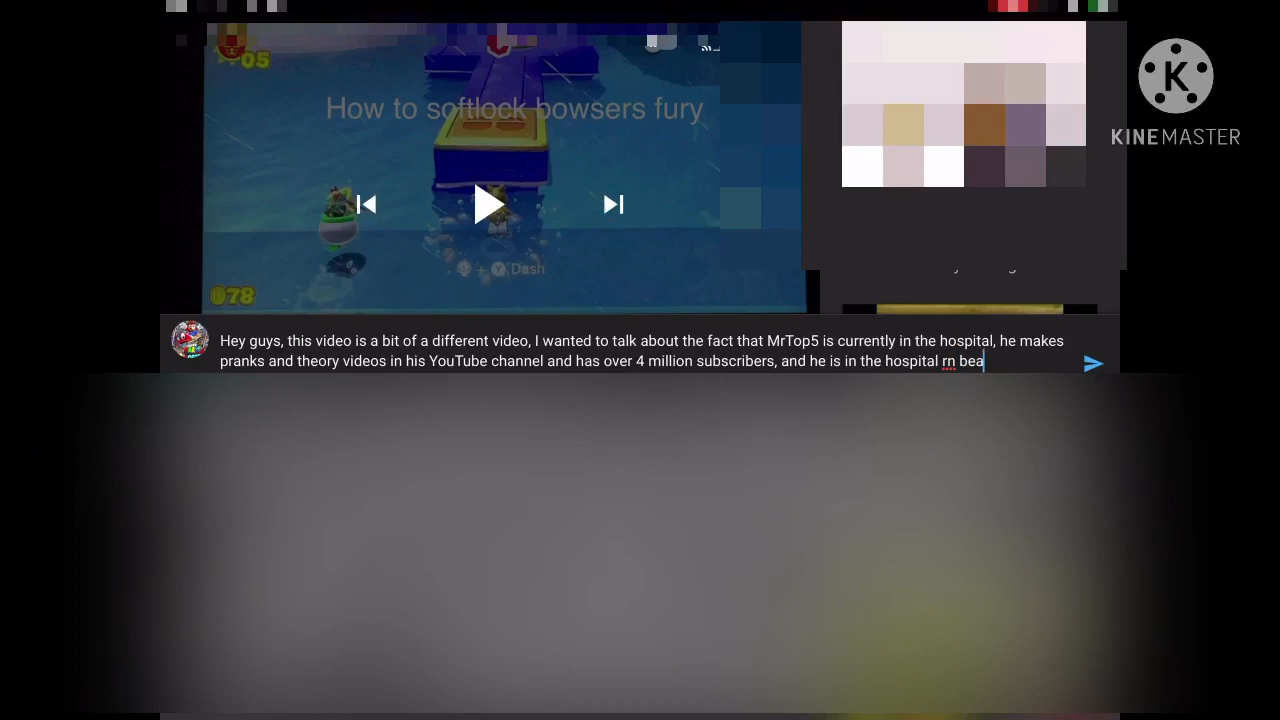 05
How to softlock bowsers fury
+ Y Dash
078
K
KINEMASTER
Hey guys, this video is a bit of a different video, I wanted to talk about the fact that MrTop5 is currently in the hospital, he makes
pranks and theory videos in his YouTube channel and has over 4 million subscribers, and he is in the hospital rn bea